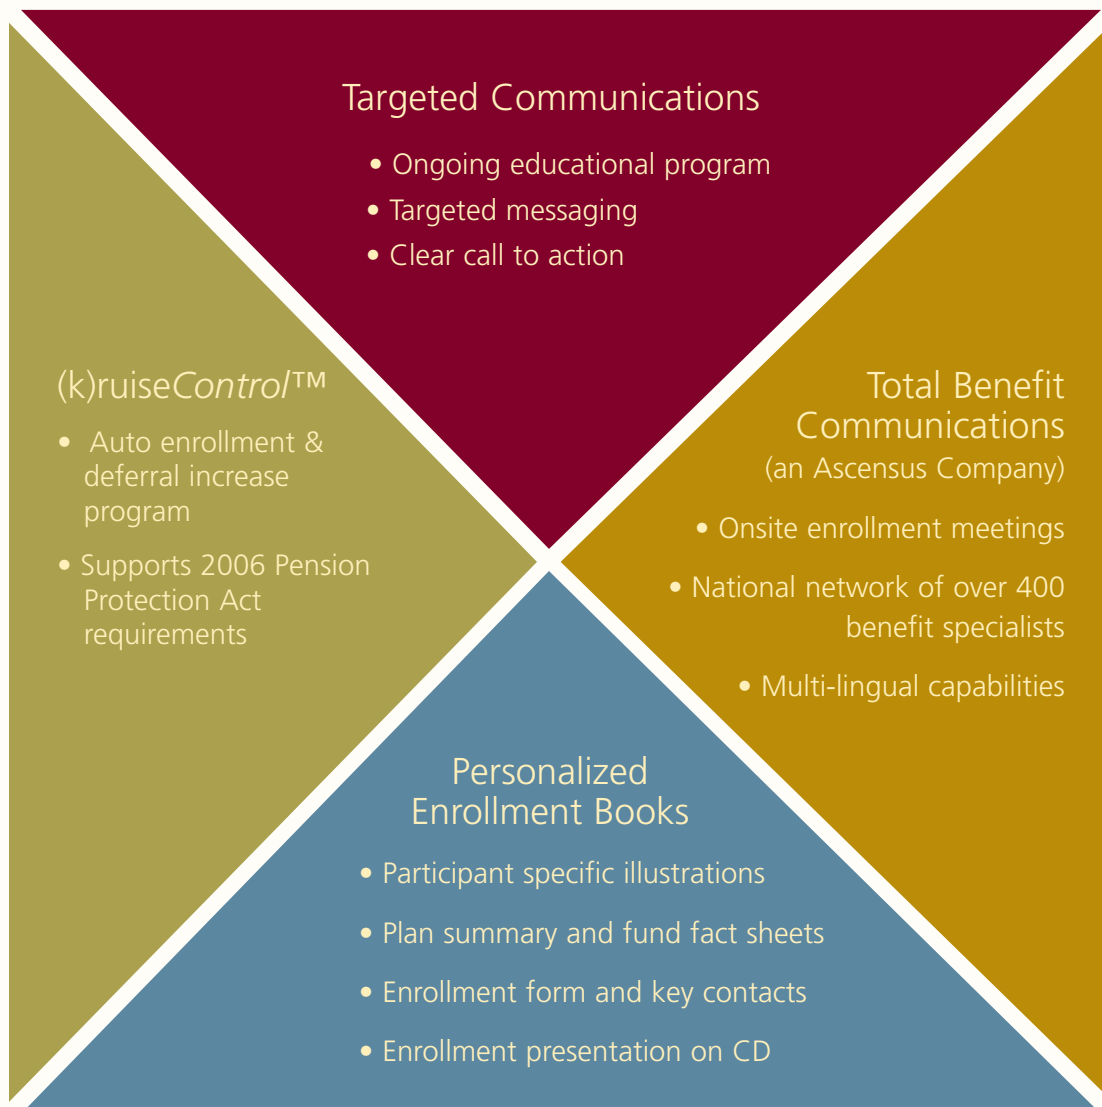 Targeted Communications
• Ongoing educational program
• Targeted messaging
• Clear call to action
(k)ruiseControl™
• Auto enrollment &
deferral increase
program
• Supports 2006 Pension
Protection Act
requirements
Total Benefit
Communications
(an Ascensus Company)
• Onsite enrollment meetings
• National network of over 400
benefit specialists
• Multi-lingual capabilities
Personalized
Enrollment Books
• Participant specific illustrations
• Plan summary and fund fact sheets
• Enrollment form and key contacts
• Enrollment presentation on CD